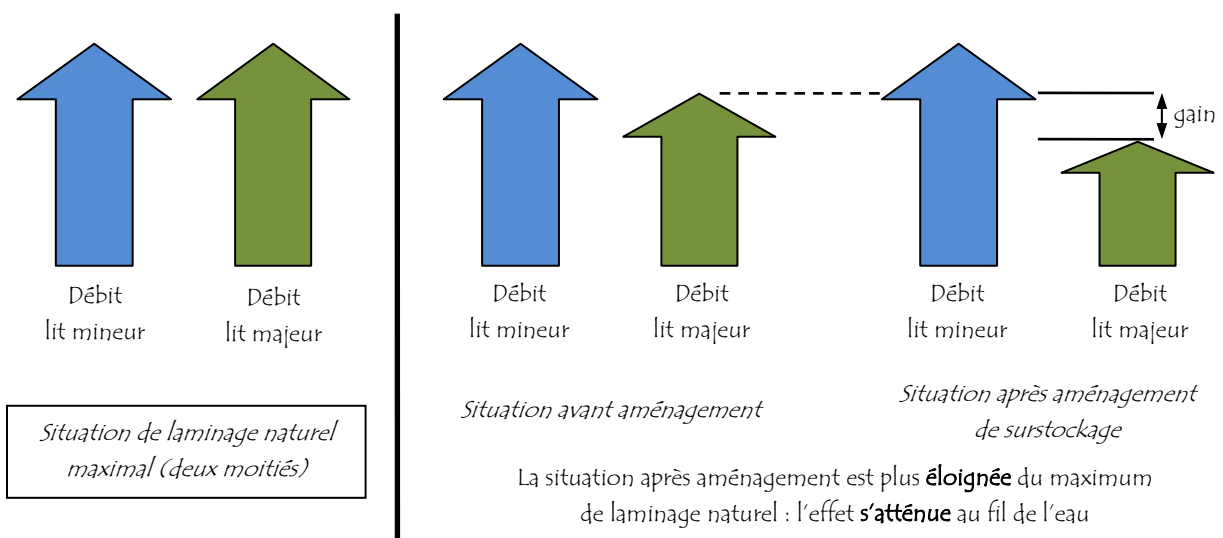 gain
Débit
lit mineur
Débit
lit majeur
Débit
lit mineur
Débit
lit majeur
Débit
lit mineur
Débit
lit majeur
Situation de laminage naturel
maximal (deux moitiés)
Situation avant aménagement
Situation après aménagement
de surstockage
La situation après aménagement est plus éloignée du maximum
de laminage naturel : l'effet s'atténue au fil de l'eau